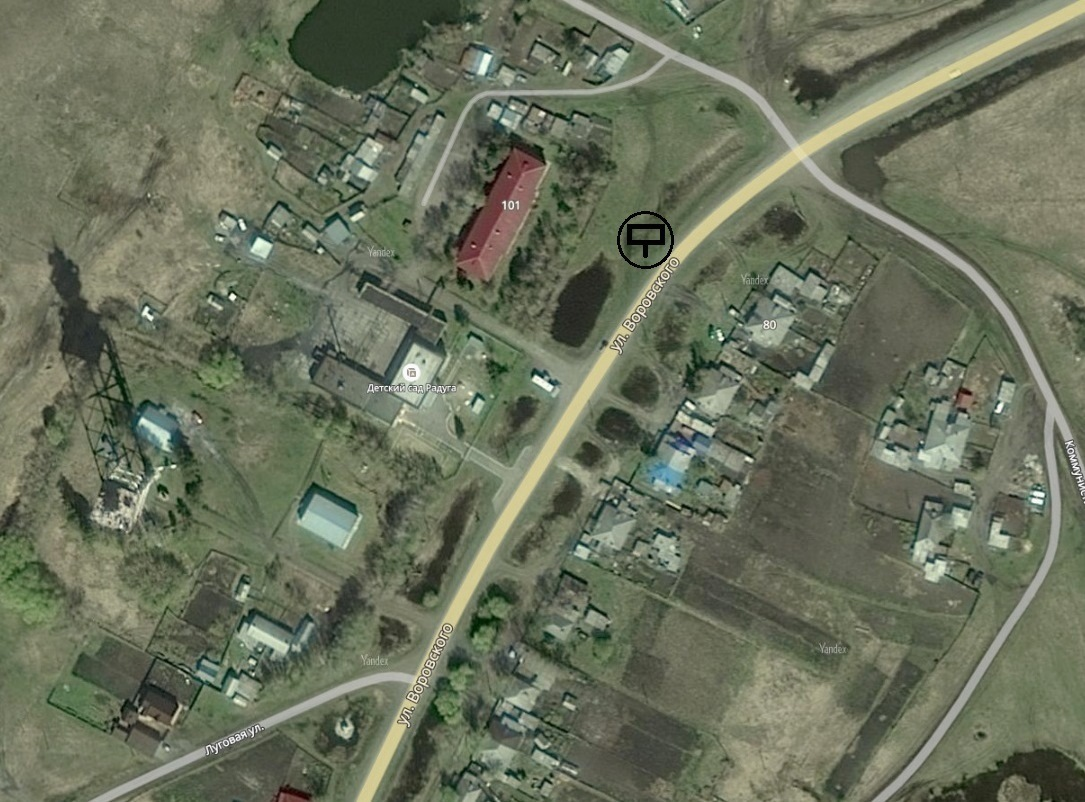 101
Yandex
Yandex
ул. Воровского
80
Детский сад Радуга
Yandex
Yandex
ул. Воровского
Луговая ул.